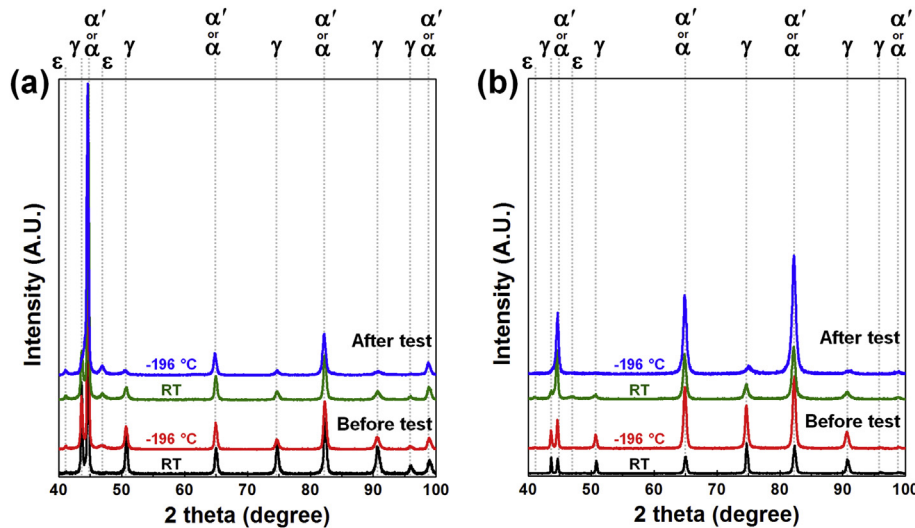 α′ α′ α′ α′ α′ α′ α′ α′
or or or or or or or or
ε γ α ε γ α γ α γ γ α ε γ α ε γ α γ α γ γ α
(a) (b)
Intensity (A.U.) Intensity (A.U.)
After test After test
-196 °C -196 °C
RT RT
Before test Before test
-196 °C -196 °C
RT RT
40 50 60 70 80 90 100 40 50 60 70 80 90 100
2 theta (degree) 2 theta (degree)